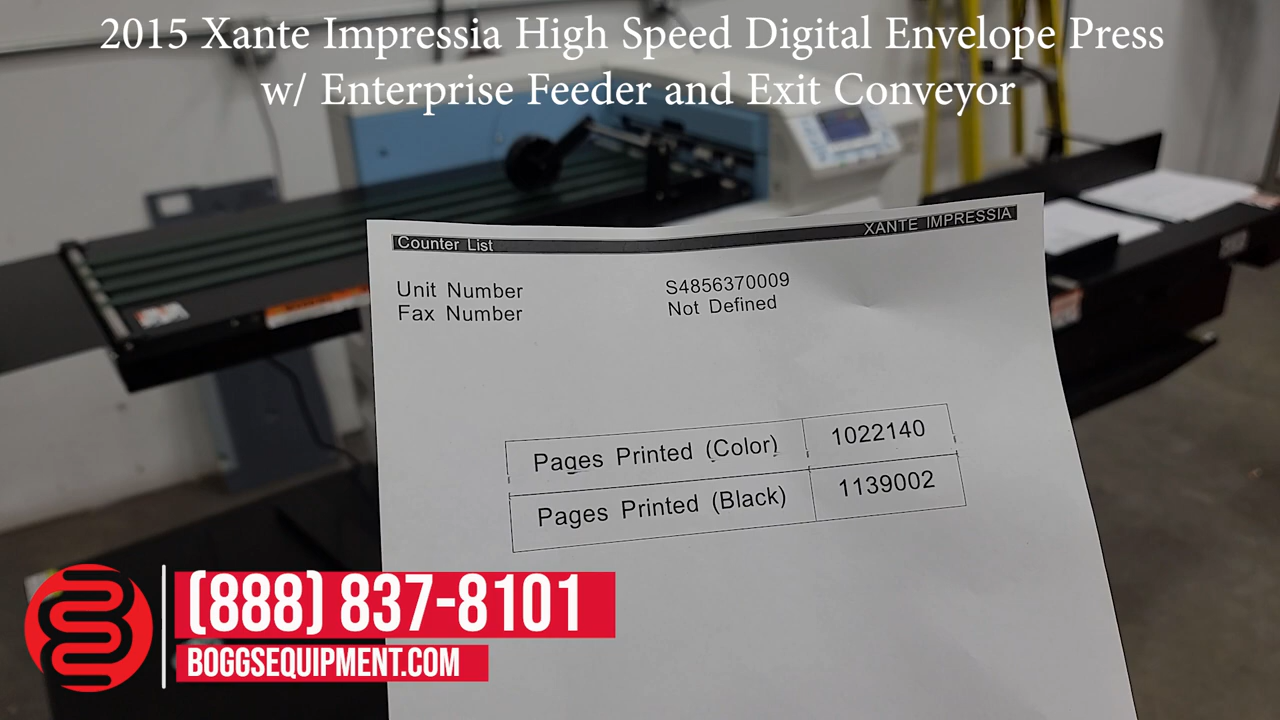 2015 Xante Impressia High Speed Digital Envelope Press
w/ Enterprise Feeder and Exit Conveyor
Counter List XANTE IMPRESSIA
Unit Number S4856370009
Fax Number Not Defined
Pages Printed (Color) 1022140
Pages Printed (Black) 1139002
(888) 837-8101
BOGGSEQUIPMENT.COM